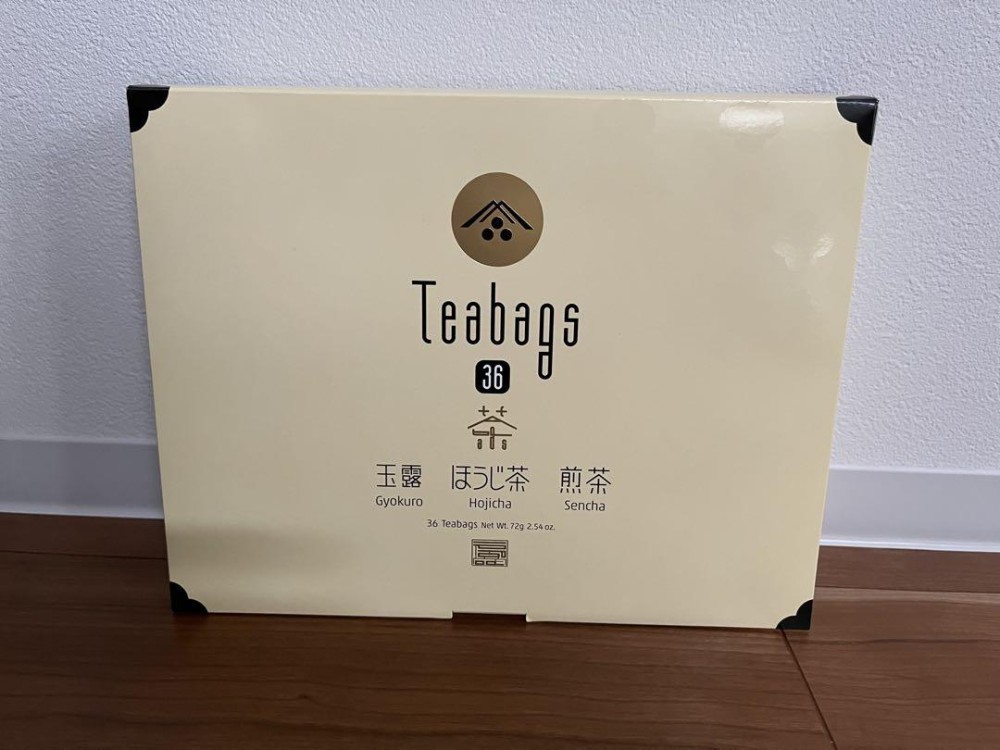 Teabags
36
茶
玉露 ほうじ茶 煎茶
Gyokuro Hojicha Sencha
36 Teabags Net Wt. 72g 2.54 oz.